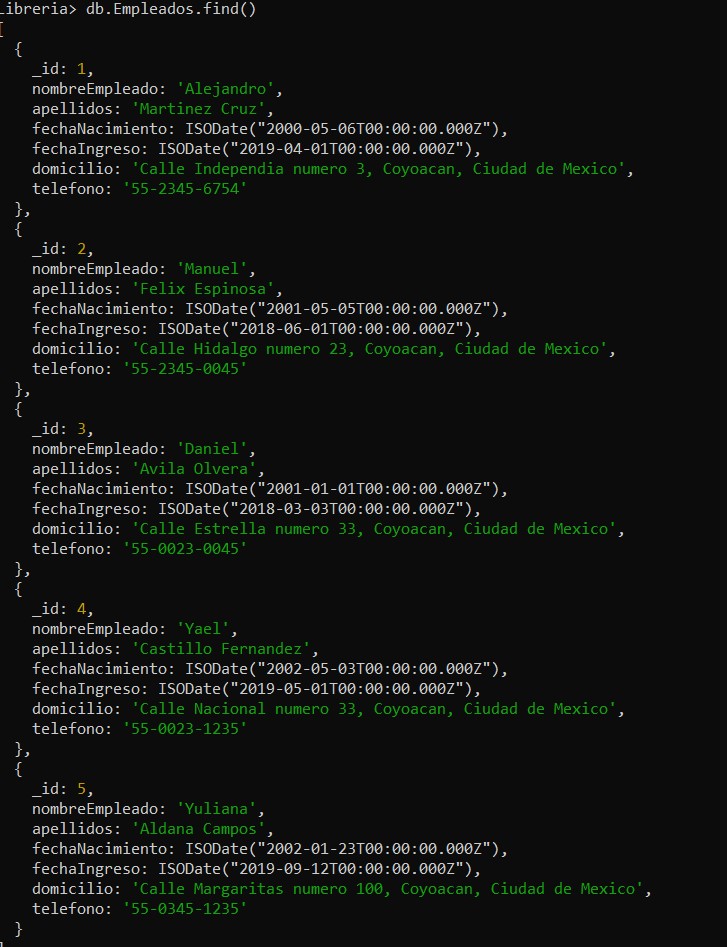 Libreria> db.Empleados.find()
[
  {
    _id: 1,
    nombreEmpleado: 'Alejandro',
    apellidos: 'Martinez Cruz',
    fechaNacimiento: ISODate("2000-05-06T00:00:00.000Z"),
    fechaIngreso: ISODate("2019-04-01T00:00:00.000Z"),
    domicilio: 'Calle Independia numero 3, Coyoacan, Ciudad de Mexico',
    telefono: '55-2345-6754'
  },
  {
    _id: 2,
    nombreEmpleado: 'Manuel',
    apellidos: 'Felix Espinosa',
    fechaNacimiento: ISODate("2001-05-05T00:00:00.000Z"),
    fechaIngreso: ISODate("2018-06-01T00:00:00.000Z"),
    domicilio: 'Calle Hidalgo numero 23, Coyoacan, Ciudad de Mexico',
    telefono: '55-2345-0045'
  },
  {
    _id: 3,
    nombreEmpleado: 'Daniel',
    apellidos: 'Avila Olvera',
    fechaNacimiento: ISODate("2001-01-01T00:00:00.000Z"),
    fechaIngreso: ISODate("2018-03-03T00:00:00.000Z"),
    domicilio: 'Calle Estrella numero 33, Coyoacan, Ciudad de Mexico',
    telefono: '55-0023-0045'
  },
  {
    _id: 4,
    nombreEmpleado: 'Yael',
    apellidos: 'Castillo Fernandez',
    fechaNacimiento: ISODate("2002-05-03T00:00:00.000Z"),
    fechaIngreso: ISODate("2019-05-01T00:00:00.000Z"),
    domicilio: 'Calle Nacional numero 33, Coyoacan, Ciudad de Mexico',
    telefono: '55-0023-1235'
  },
  {
    _id: 5,
    nombreEmpleado: 'Yuliana',
    apellidos: 'Aldana Campos',
    fechaNacimiento: ISODate("2002-01-23T00:00:00.000Z"),
    fechaIngreso: ISODate("2019-09-12T00:00:00.000Z"),
    domicilio: 'Calle Margaritas numero 100, Coyoacan, Ciudad de Mexico',
    telefono: '55-0345-1235'
  }
]